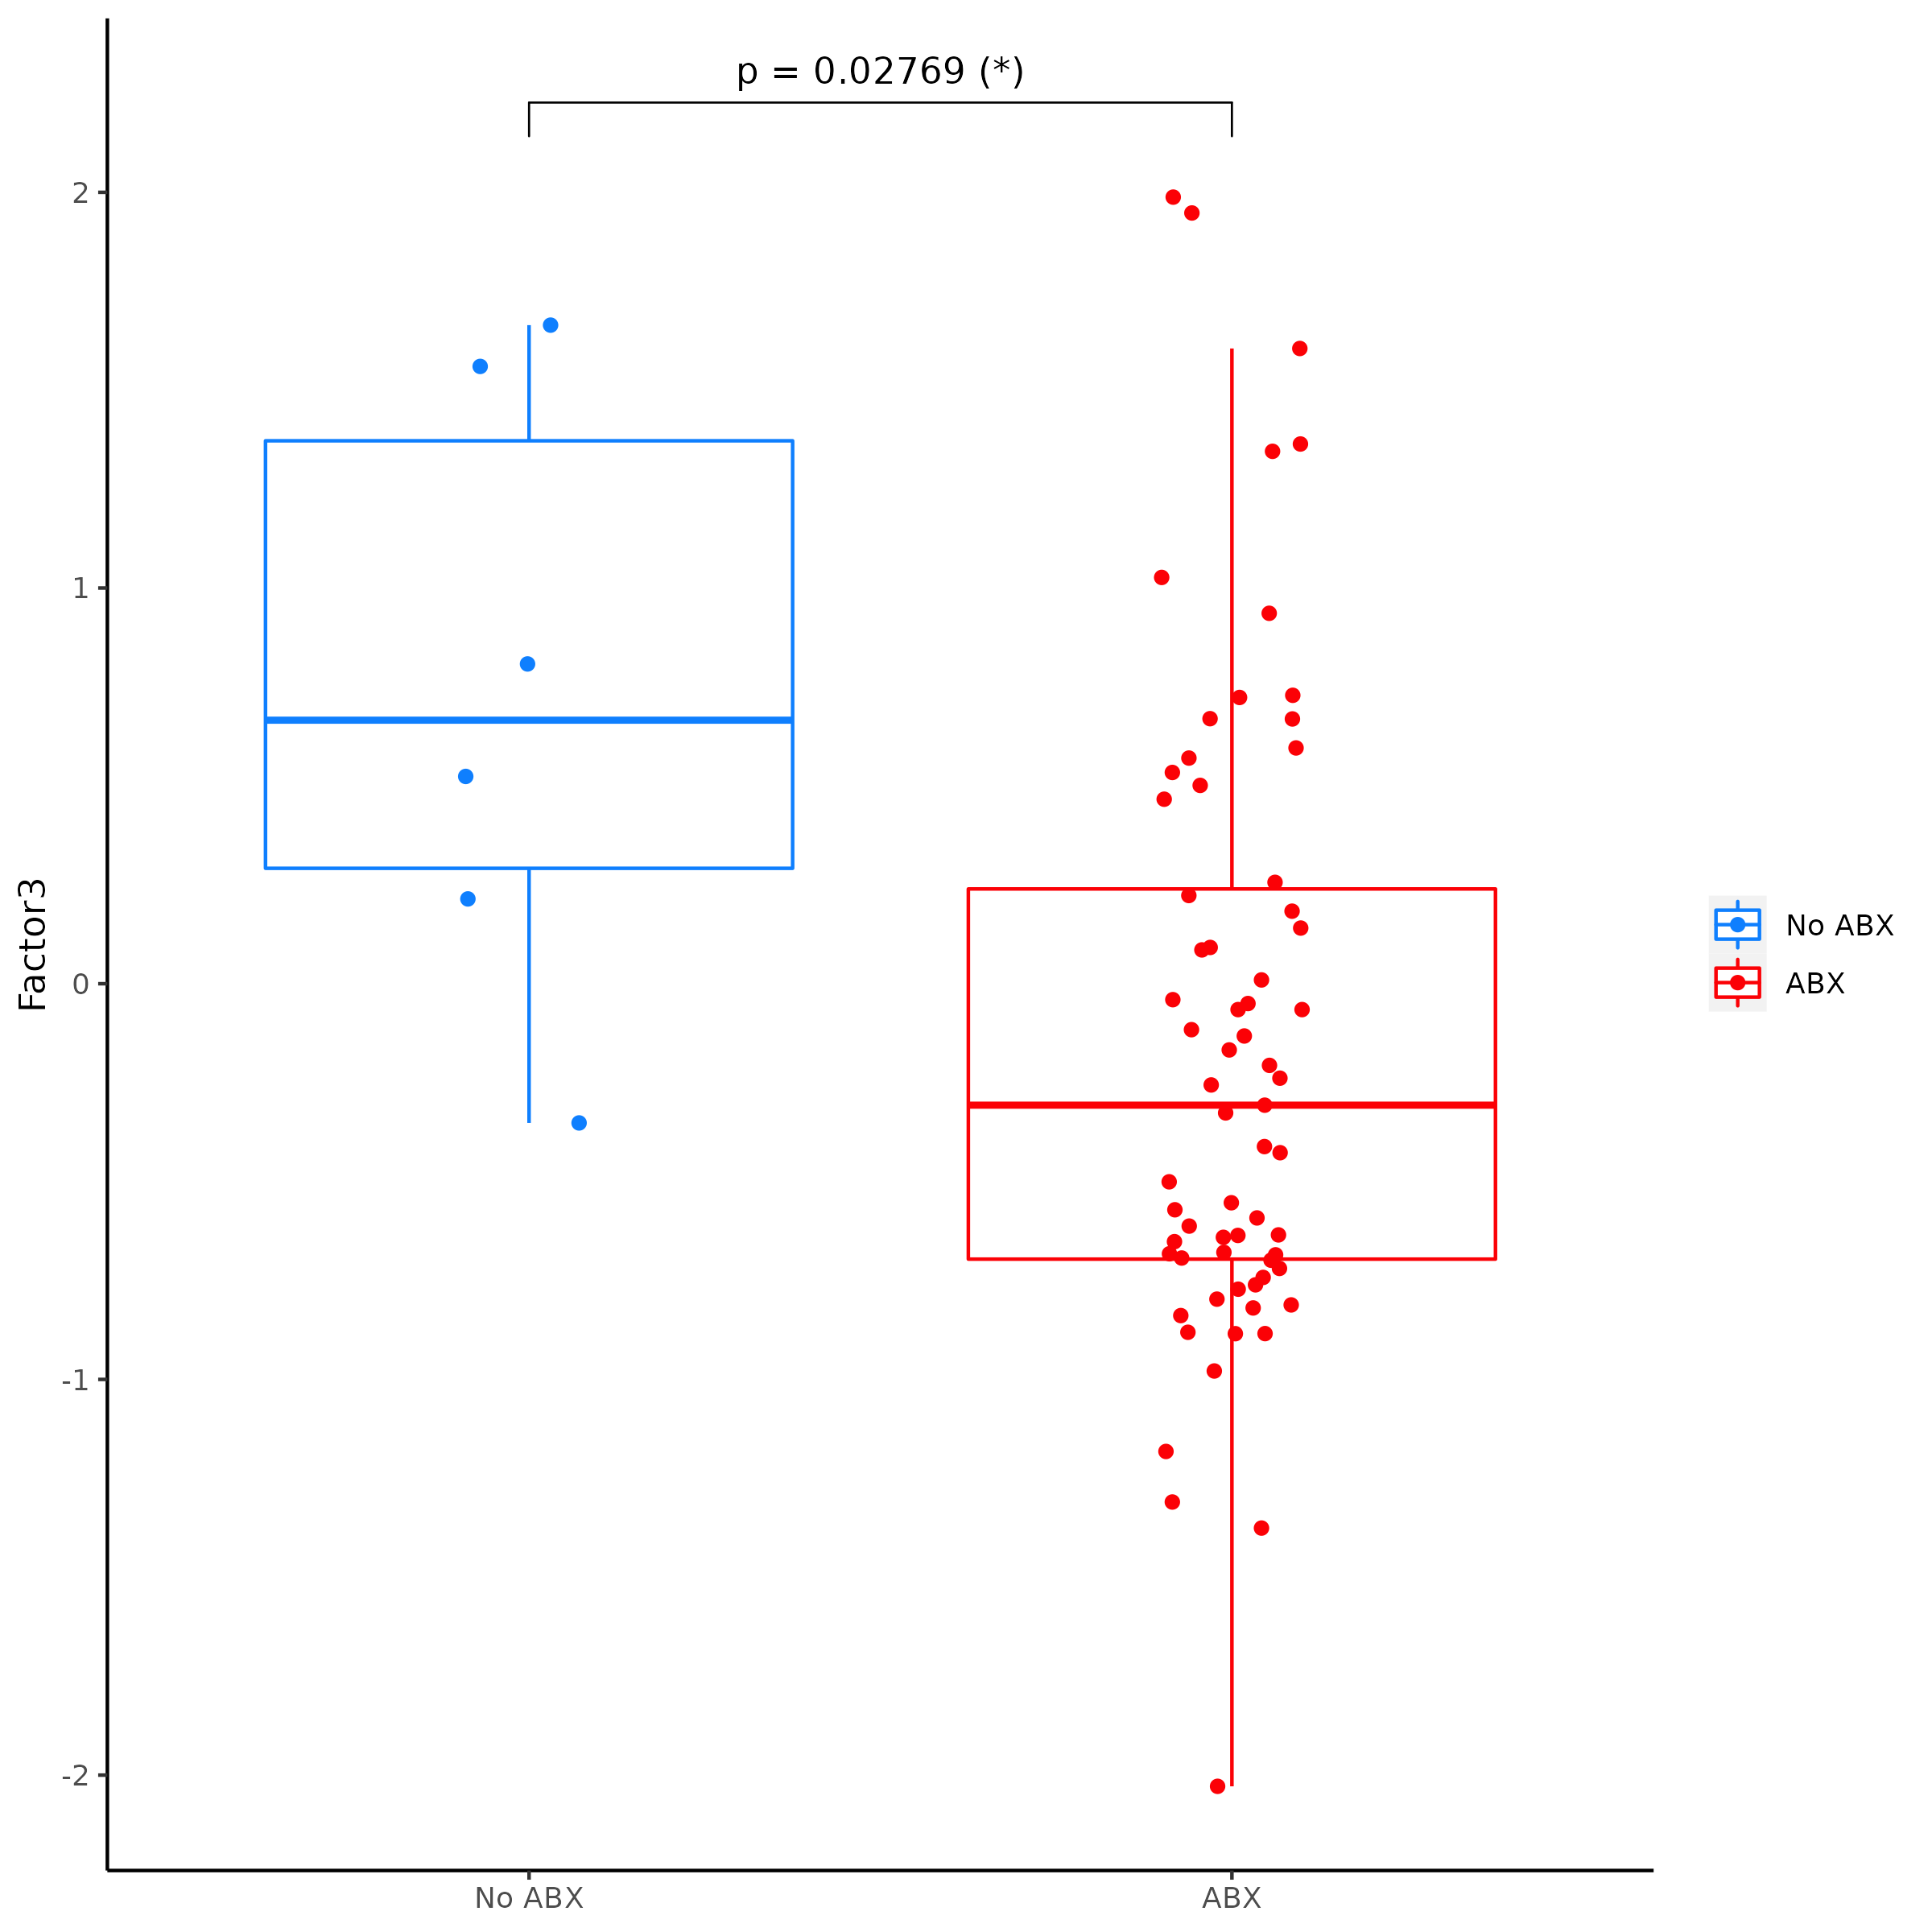 p = 0.02769 (*)
2
1
0
-1
-2
Factor3
No ABX
ABX
No ABX
ABX